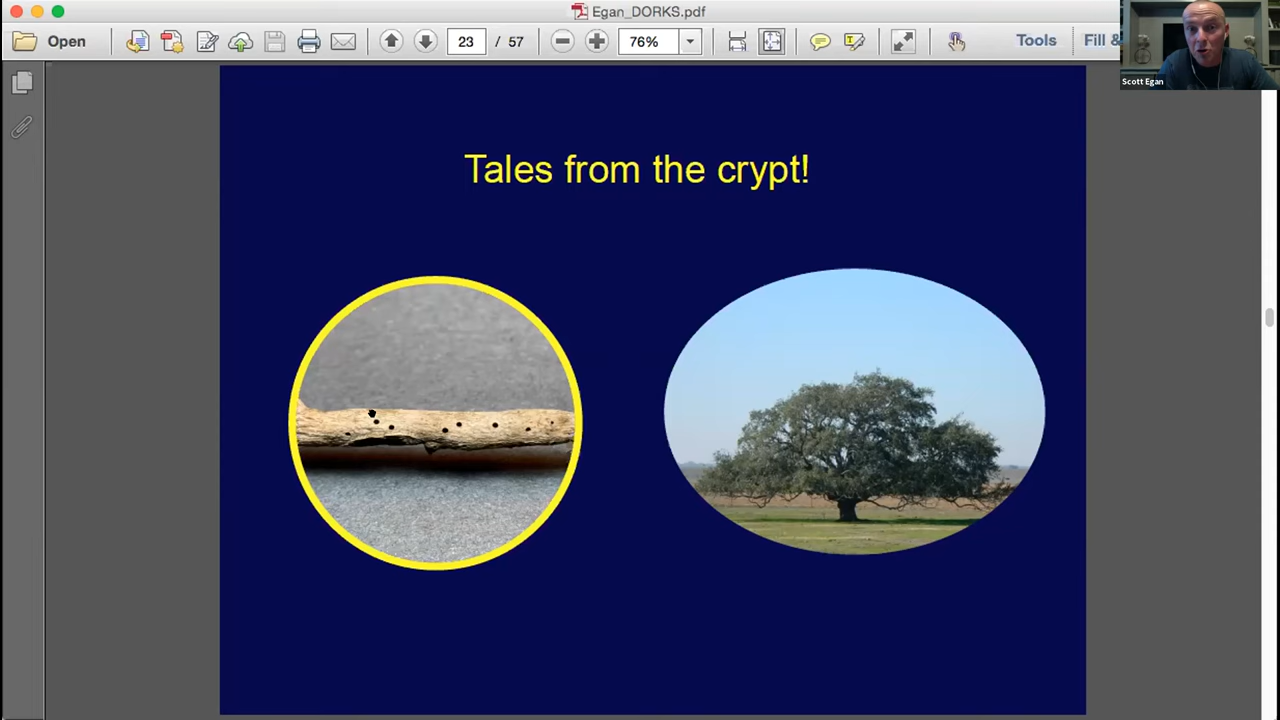 Egan_DORKS.pdf
Open
23 / 57
76%
Tools
Fill &
Scott Egan
Tales from the crypt!